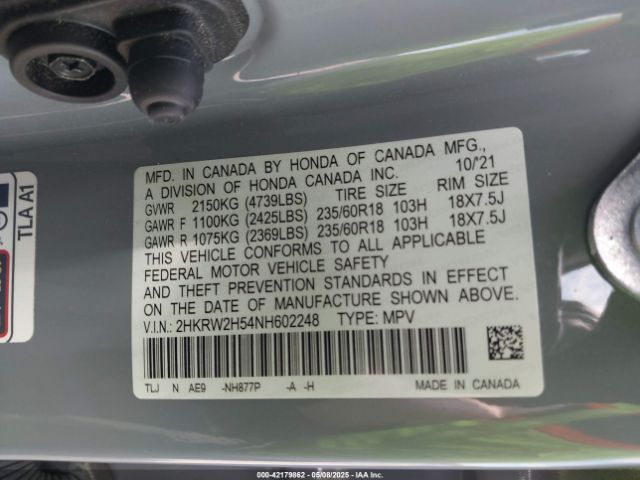 MFD. IN CANADA BY HONDA OF CANADA MFG.,
A DIVISION OF HONDA CANADA INC. 10/21
GVWR 2150KG (4739LBS) TIRE SIZE RIM SIZE
GAWR F 1100KG (2425LBS) 235/60R18 103H 18X7.5J
GAWR R 1075KG (2369LBS) 235/60R18 103H 18X7.5J
THIS VEHICLE CONFORMS TO ALL APPLICABLE
FEDERAL MOTOR VEHICLE SAFETY
AND THEFT PREVENTION STANDARDS IN EFFECT
ON THE DATE OF MANUFACTURE SHOWN ABOVE.
V.I.N.: 2HKRW2H54NH602248 TYPE: MPV
TLJ N AE9 -NH877P -A -H MADE IN CANADA
TLA A1
000-42179862 - 05/08/2025 - IAA Inc.